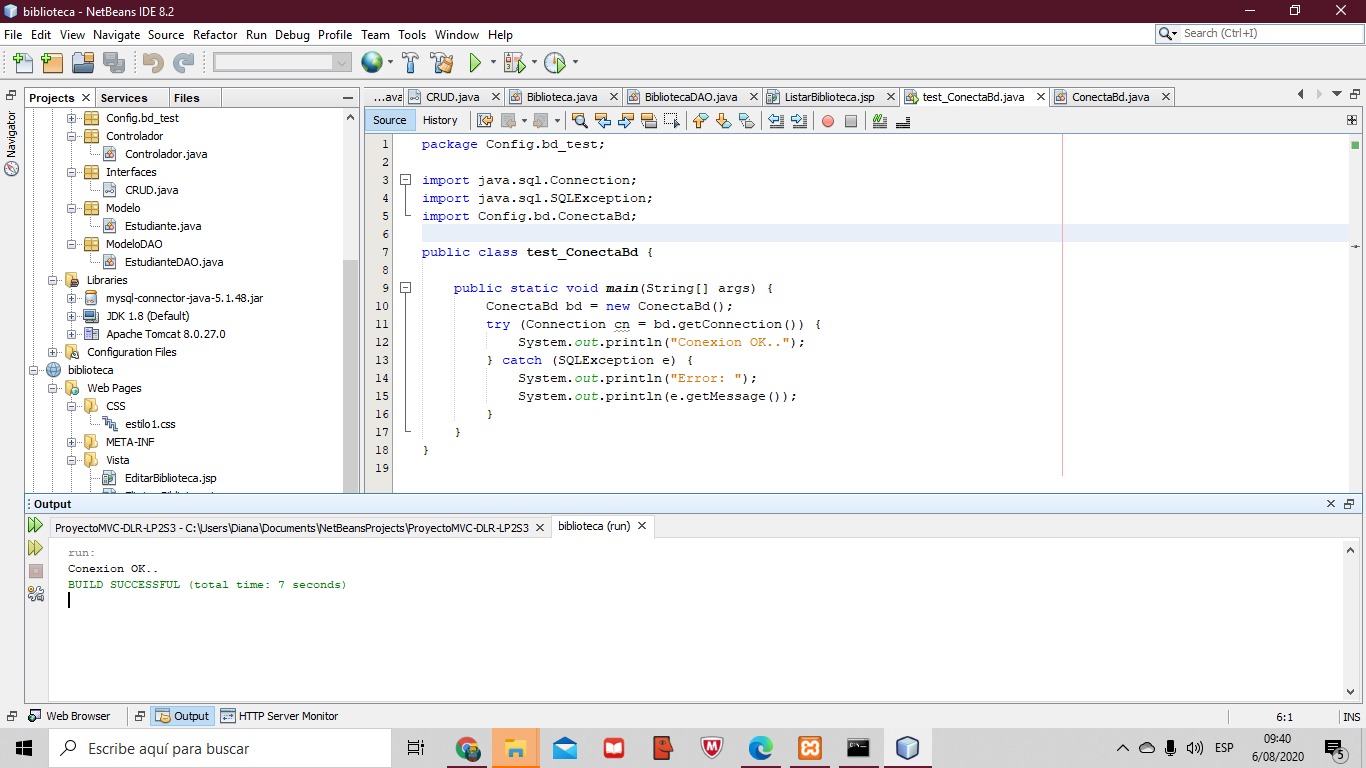 biblioteca - NetBeans IDE 8.2
File Edit View Navigate Source Refactor Run Debug Profile Team Tools Window Help
Search (Ctrl+I)
Projects Services Files
...ava CRUD.java Biblioteca.java BibliotecaDAO.java ListarBiblioteca.jsp test_ConectaBd.java ConectaBd.java
Navigator
Source History
Config.bd_test
Controlador
Controlador.java
Interfaces
CRUD.java
Modelo
Estudiante.java
ModeloDAO
EstudianteDAO.java
Libraries
mysql-connector-java-5.1.48.jar
JDK 1.8 (Default)
Apache Tomcat 8.0.27.0
Configuration Files
biblioteca
Web Pages
CSS
estilo1.css
META-INF
Vista
EditarBiblioteca.jsp
1 package Config.bd_test;
2
3 import java.sql.Connection;
4 import java.sql.SQLException;
5 import Config.bd.ConectaBd;
6
7 public class test_ConectaBd {
8
9 public static void main(String[] args) {
10 ConectaBd bd = new ConectaBd();
11 try (Connection cn = bd.getConnection()) {
12 System.out.println("Conexion OK..");
13 } catch (SQLException e) {
14 System.out.println("Error: ");
15 System.out.println(e.getMessage());
16 }
17 }
18 }
19
Output
ProyectoMVC-DLR-LP2S3 - C:\Users\Diana\Documents\NetBeansProjects\ProyectoMVC-DLR-LP2S3 biblioteca (run)
run:
Conexion OK..
BUILD SUCCESSFUL (total time: 7 seconds)
Web Browser Output HTTP Server Monitor
6:1 INS
Escribe aquí para buscar
ESP
09:40
6/08/2020
5